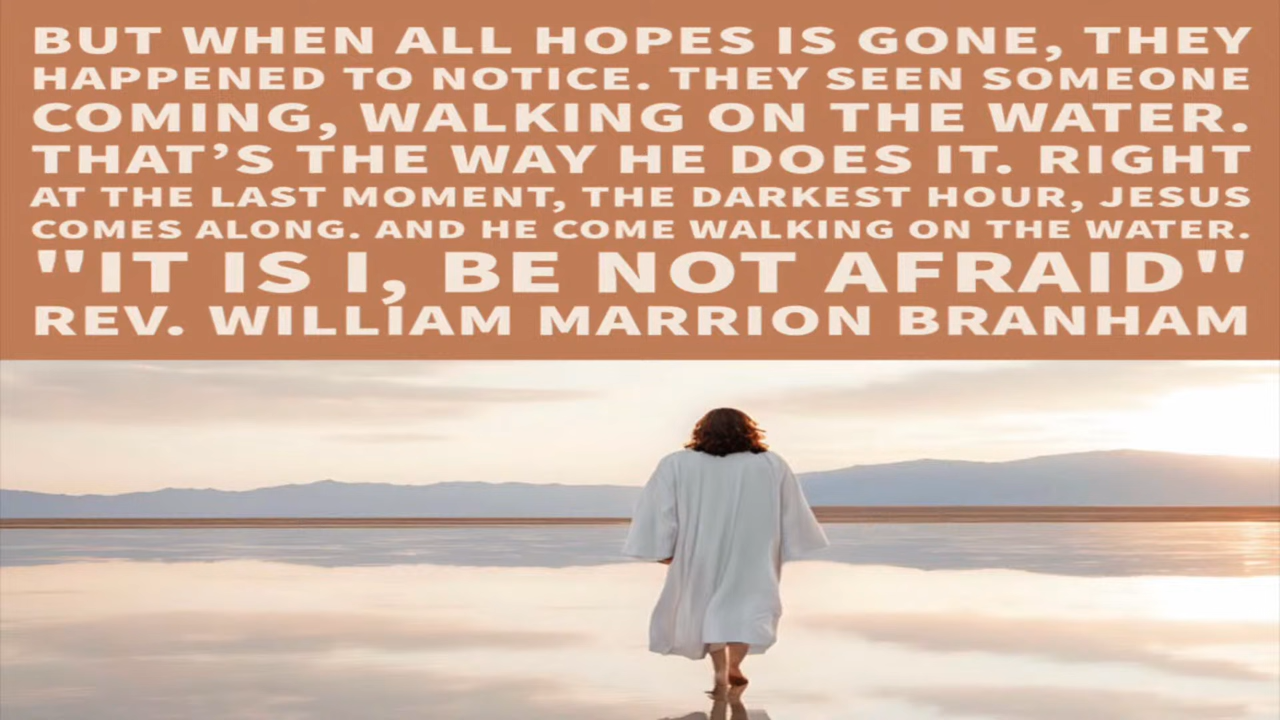 BUT WHEN ALL HOPES IS GONE, THEY
HAPPENED TO NOTICE. THEY SEEN SOMEONE
COMING, WALKING ON THE WATER.
THAT'S THE WAY HE DOES IT. RIGHT
AT THE LAST MOMENT, THE DARKEST HOUR, JESUS
COMES ALONG. AND HE COME WALKING ON THE WATER.
"IT IS I, BE NOT AFRAID"
REV. WILLIAM MARRION BRANHAM